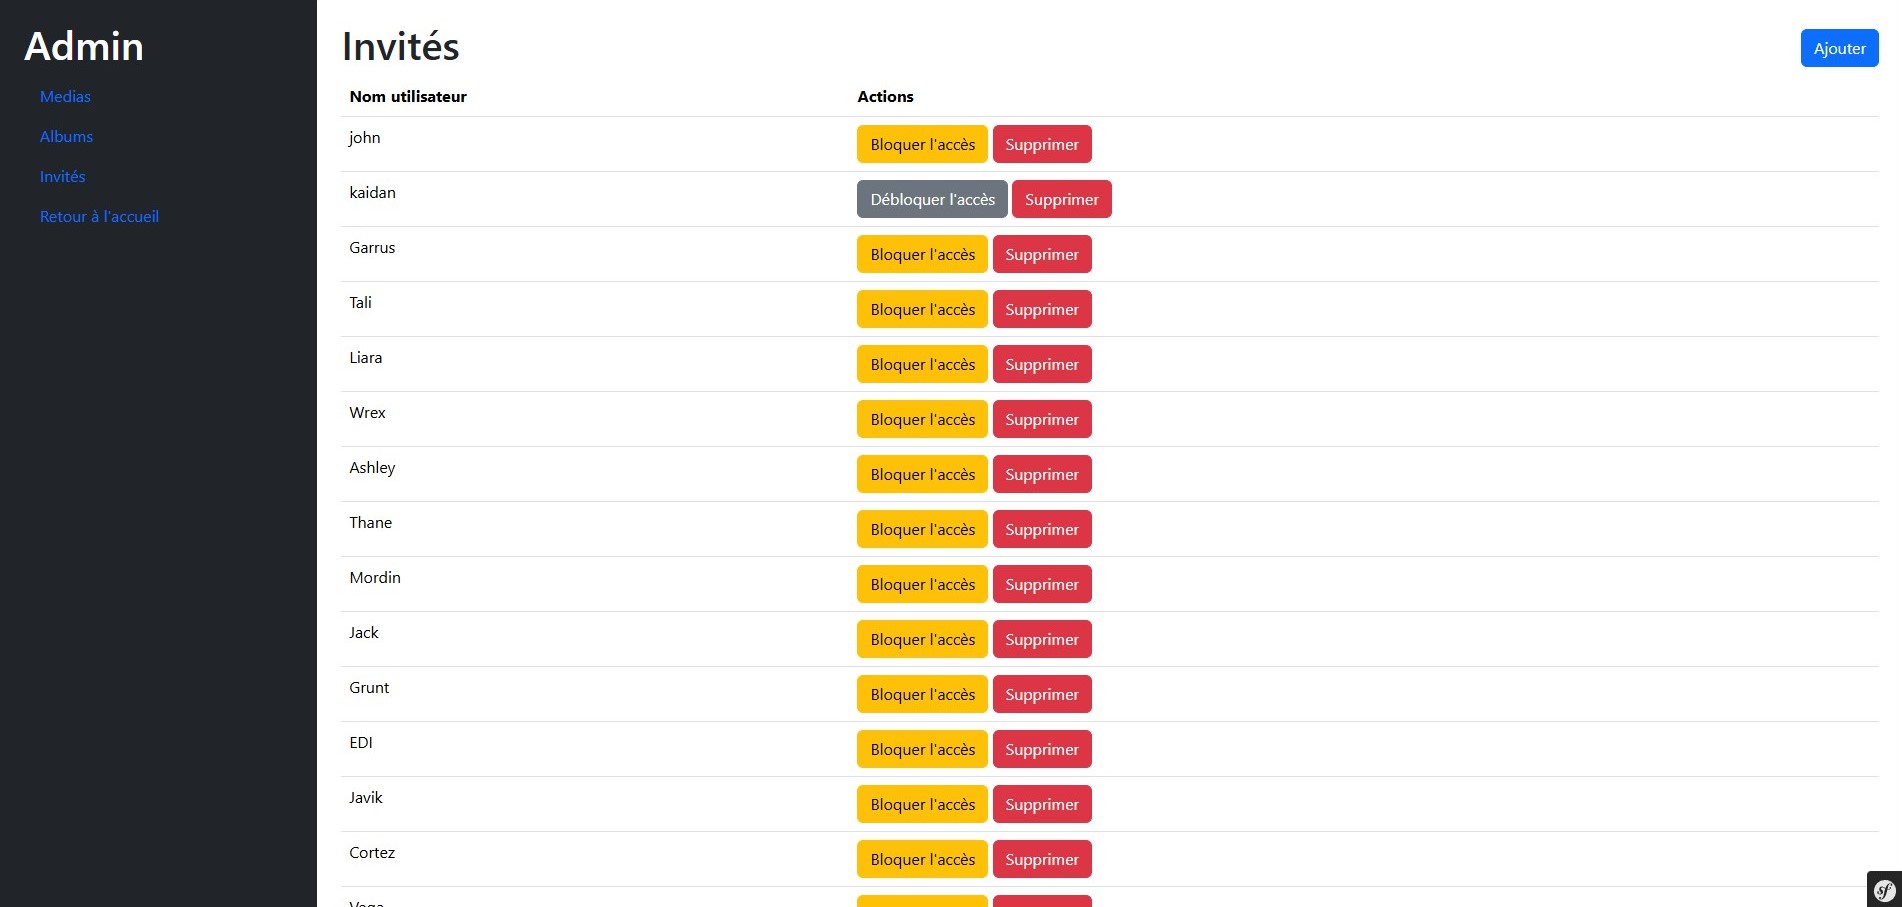 Admin
Medias
Albums
Invités
Retour à l'accueil
Invités
Ajouter
Nom utilisateur Actions
john Bloquer l'accès Supprimer
kaidan Débloquer l'accès Supprimer
Garrus Bloquer l'accès Supprimer
Tali Bloquer l'accès Supprimer
Liara Bloquer l'accès Supprimer
Wrex Bloquer l'accès Supprimer
Ashley Bloquer l'accès Supprimer
Thane Bloquer l'accès Supprimer
Mordin Bloquer l'accès Supprimer
Jack Bloquer l'accès Supprimer
Grunt Bloquer l'accès Supprimer
EDI Bloquer l'accès Supprimer
Javik Bloquer l'accès Supprimer
Cortez Bloquer l'accès Supprimer
sf